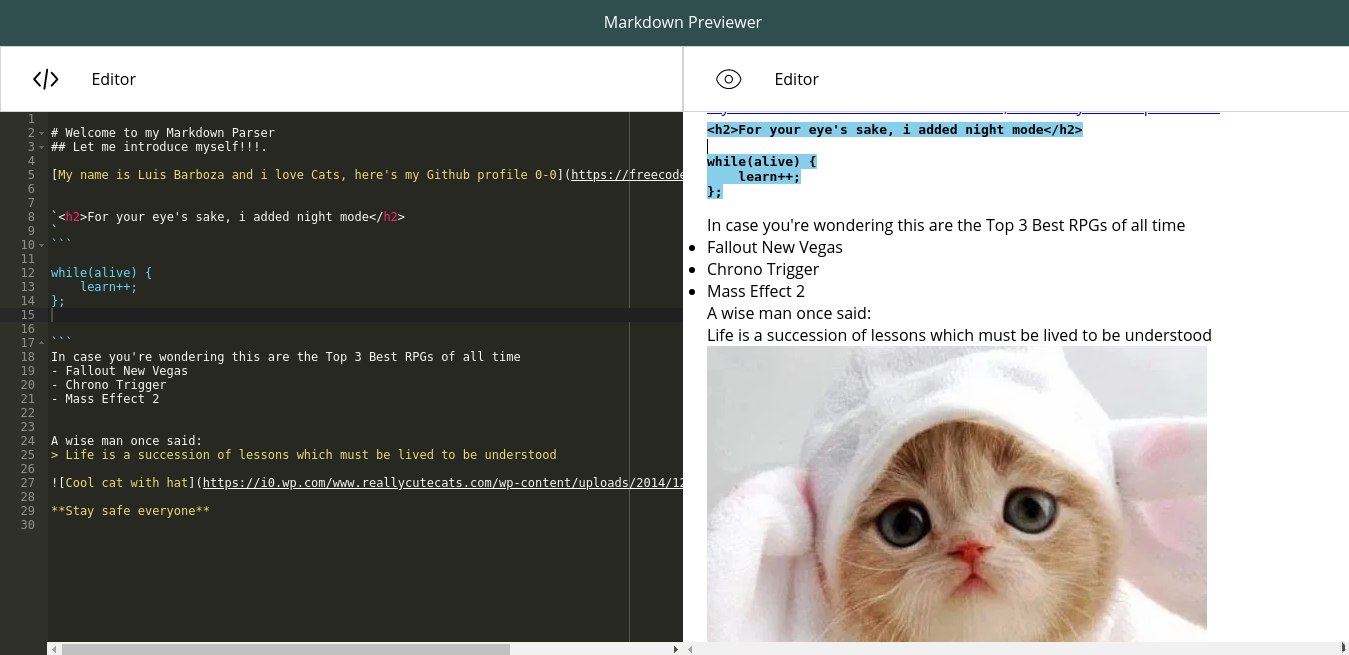 Markdown Previewer
Editor
1
2 # Welcome to my Markdown Parser
3 ## Let me introduce myself!!!.
4
5 [My name is Luis Barboza and i love Cats, here's my Github profile 0-0](https://freecode
6
7
8 `<h2>For your eye's sake, i added night mode</h2>
9 `
10 ```
11
12 while(alive) {
13 learn++;
14 };
15
16
17 ```
18 In case you're wondering this are the Top 3 Best RPGs of all time
19 - Fallout New Vegas
20 - Chrono Trigger
21 - Mass Effect 2
22
23
24 A wise man once said:
25 > Life is a succession of lessons which must be lived to be understood
26
27 ![Cool cat with hat](https://i0.wp.com/www.reallycutecats.com/wp-content/uploads/2014/12
28
29 **Stay safe everyone**
30
Editor
<h2>For your eye's sake, i added night mode</h2>
while(alive) {
learn++;
};
In case you're wondering this are the Top 3 Best RPGs of all time
Fallout New Vegas
Chrono Trigger
Mass Effect 2
A wise man once said:
Life is a succession of lessons which must be lived to be understood